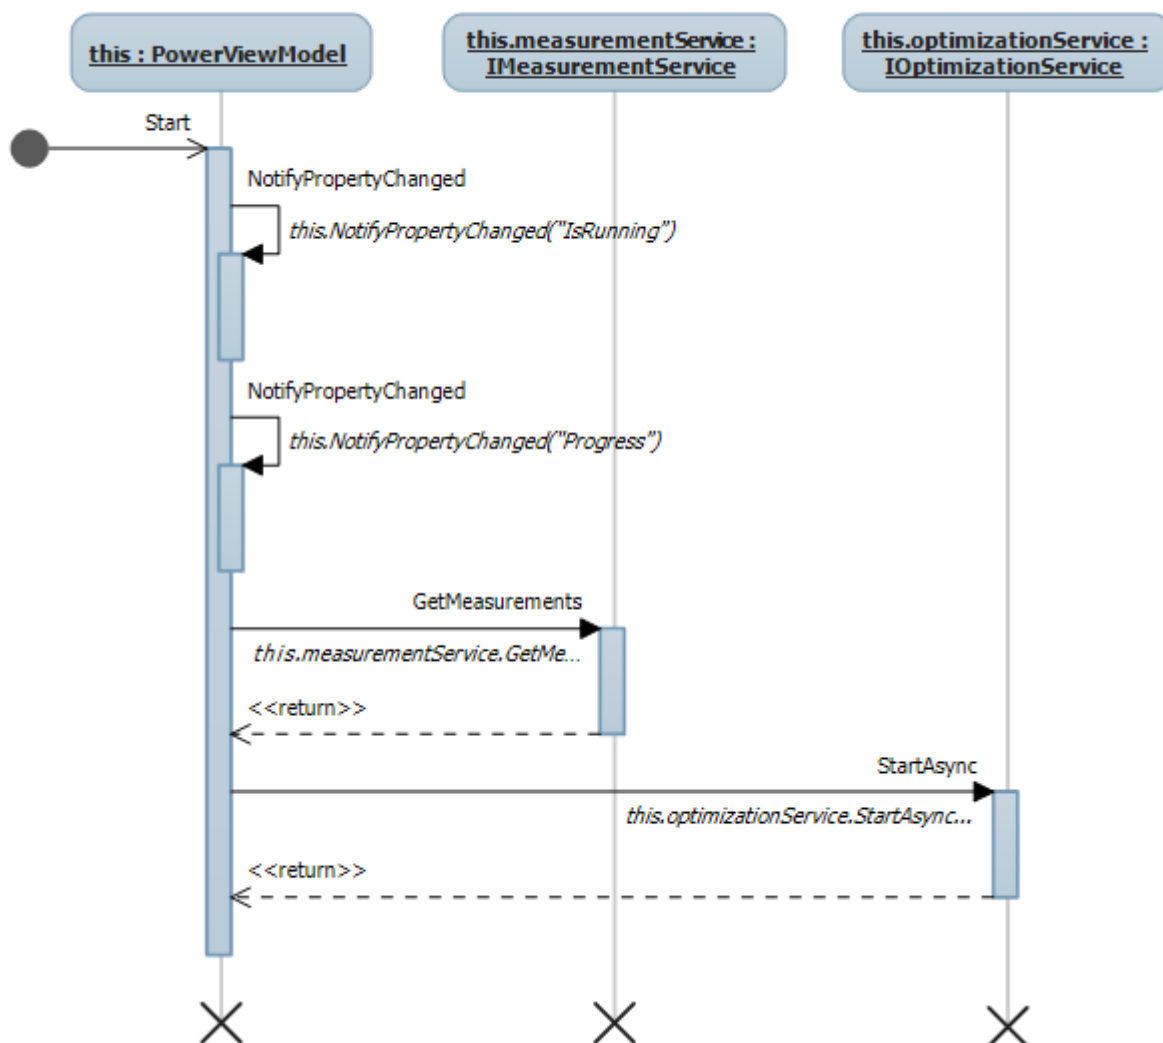 this : PowerViewModel
this.measurementService :
IMeasurementService
this.optimizationService :
IOptimizationService
Start
NotifyPropertyChanged
this.NotifyPropertyChanged("IsRunning")
NotifyPropertyChanged
this.NotifyPropertyChanged("Progress")
GetMeasurements
this.measurementService.GetMe...
<<return>>
StartAsync
this.optimizationService.StartAsync...
<<return>>